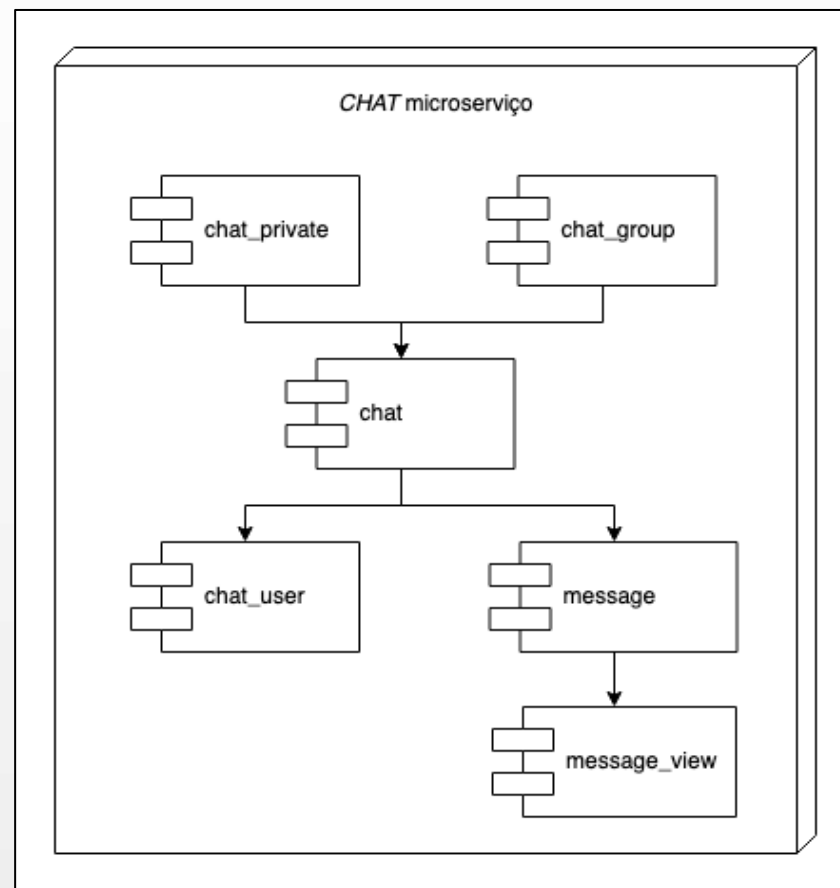 CHAT microserviço
chat_private
chat_group
chat
chat_user
message
message_view